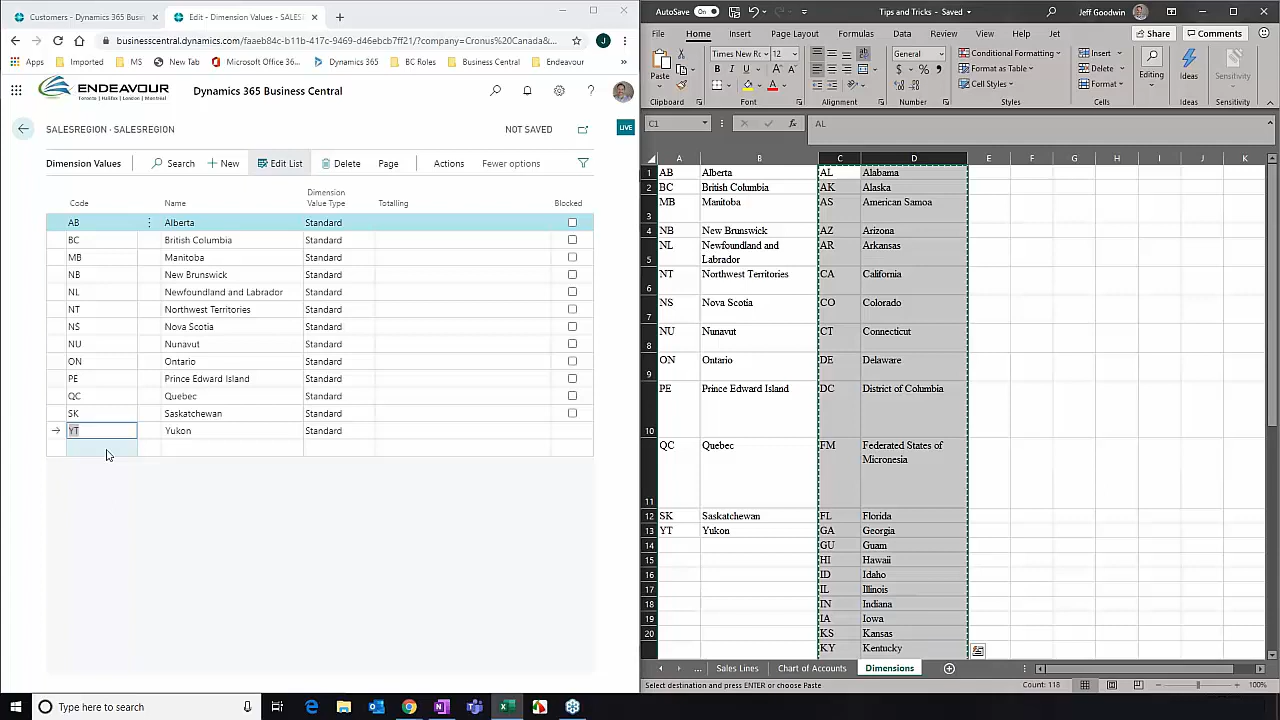 Customers - Dynamics 365 Busin
Edit - Dimension Values - SALES
businesscentral.dynamics.com/faaeb84c-b11b-417c-9469-d46ebcb7ff21/?company=Cronus%20Canada&...
Apps Imported MS New Tab Microsoft Office 36... Dynamics 365 BC Roles Business Central Endeavour
ENDEAVOUR
Toronto | Halifax | London | Montreal
Dynamics 365 Business Central
SALESREGION · SALESREGION
NOT SAVED
LIVE
Dimension Values Search New Edit List Delete Page Actions Fewer options
Code Name Dimension Value Type Totalling Blocked
AB Alberta Standard
BC British Columbia Standard
MB Manitoba Standard
NB New Brunswick Standard
NL Newfoundland and Labrador Standard
NT Northwest Territories Standard
NS Nova Scotia Standard
NU Nunavut Standard
ON Ontario Standard
PE Prince Edward Island Standard
QC Quebec Standard
SK Saskatchewan Standard
YT Yukon Standard
AutoSave On Tips and Tricks - Saved Jeff Goodwin
File Home Insert Page Layout Formulas Data Review View Help Jet Share Comments
Paste
Times New Ro 12
B I U
General
$ % 9
Conditional Formatting
Format as Table
Cell Styles
Insert
Delete
Format
Editing
Ideas
Sensitivity
Clipboard Font Alignment Number Styles Cells Ideas Sensitivity
C1 fx AL
A B C D E F G H I J K
1 AB Alberta AL Alabama
2 BC British Columbia AK Alaska
3 MB Manitoba AS American Samoa
4 NB New Brunswick AZ Arizona
5 NL Newfoundland and Labrador AR Arkansas
6 NT Northwest Territories CA California
7 NS Nova Scotia CO Colorado
8 NU Nunavut CT Connecticut
9 ON Ontario DE Delaware
10 PE Prince Edward Island DC District of Columbia
11 QC Quebec FM Federated States of Micronesia
12 SK Saskatchewan FL Florida
13 YT Yukon GA Georgia
14 GU Guam
15 HI Hawaii
16 ID Idaho
17 IL Illinois
18 IN Indiana
19 IA Iowa
20 KS Kansas
KY Kentucky
... Sales Lines Chart of Accounts Dimensions
Select destination and press ENTER or choose Paste Count: 118 100%
Type here to search